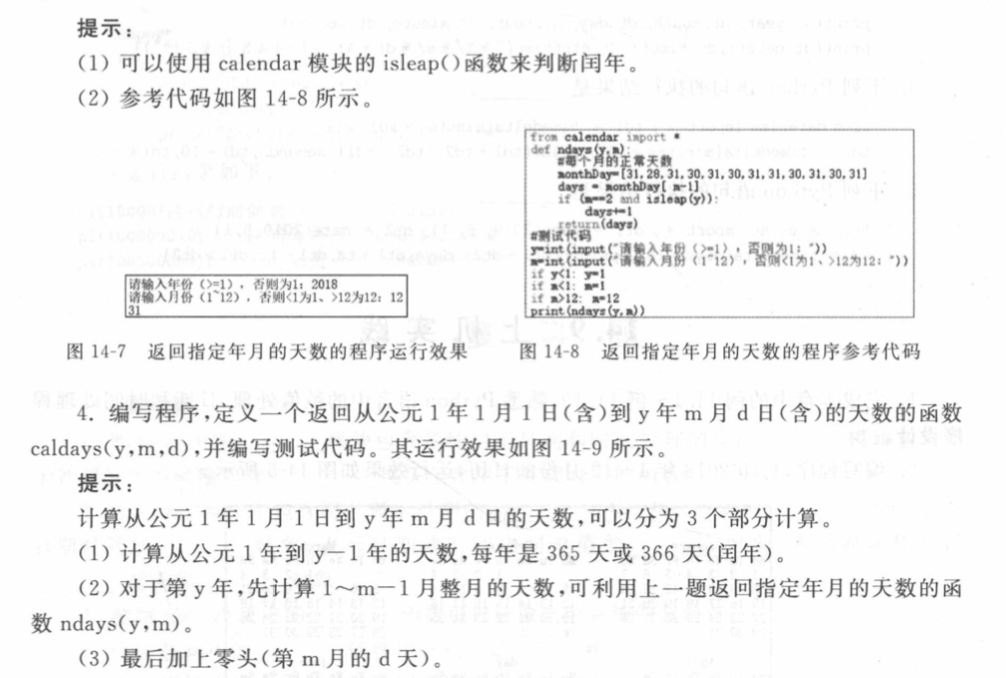 提示：
(1) 可以使用 calendar 模块的 isleap()函数来判断闰年。
(2) 参考代码如图 14-8 所示。
from calendar import *
def ndays(y,m):
#每个月的正常天数
monthDay=[31,28,31,30,31,30,31,31,30,31,30,31]
days = monthDay[ m-1]
if (m==2 and isleap(y)):
days+=1
return(days)
#测试代码
y=int(input("请输入年份（>=1），否则为1："))
m=int(input("请输入月份（1~12），否则<1为1、>12为12："))
if y<1: y=1
if m<1: m=1
if m>12: m=12
print(ndays(y,m))
请输入年份（>=1），否则为1：2018
请输入月份（1~12），否则<1为1、>12为12：12
31
图 14-7 返回指定年月的天数的程序运行效果
图 14-8 返回指定年月的天数的程序参考代码
4. 编写程序,定义一个返回从公元 1 年 1 月 1 日(含)到 y 年 m 月 d 日(含)的天数的函数
caldays(y,m,d),并编写测试代码。其运行效果如图 14-9 所示。
提示：
计算从公元 1 年 1 月 1 日到 y 年 m 月 d 日的天数,可以分为 3 个部分计算。
(1) 计算从公元 1 年到 y-1 年的天数,每年是 365 天或 366 天(闰年)。
(2) 对于第 y 年,先计算 1～m-1 月整月的天数,可利用上一题返回指定年月的天数的函
数 ndays(y,m)。
(3) 最后加上零头(第 m 月的 d 天)。